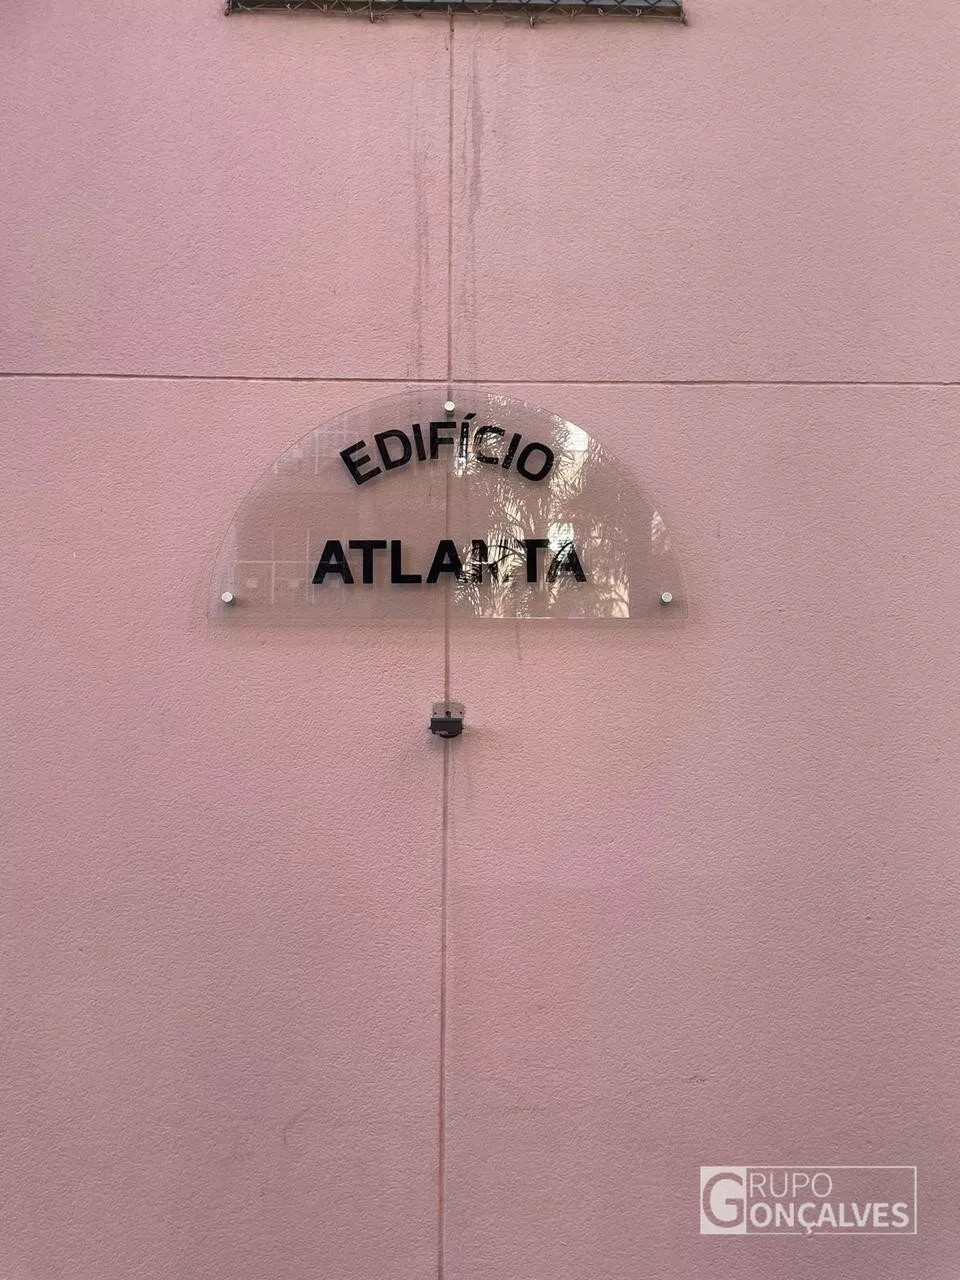 EDIFÍCIO
ATLANTA
GRUPO
GONÇALVES